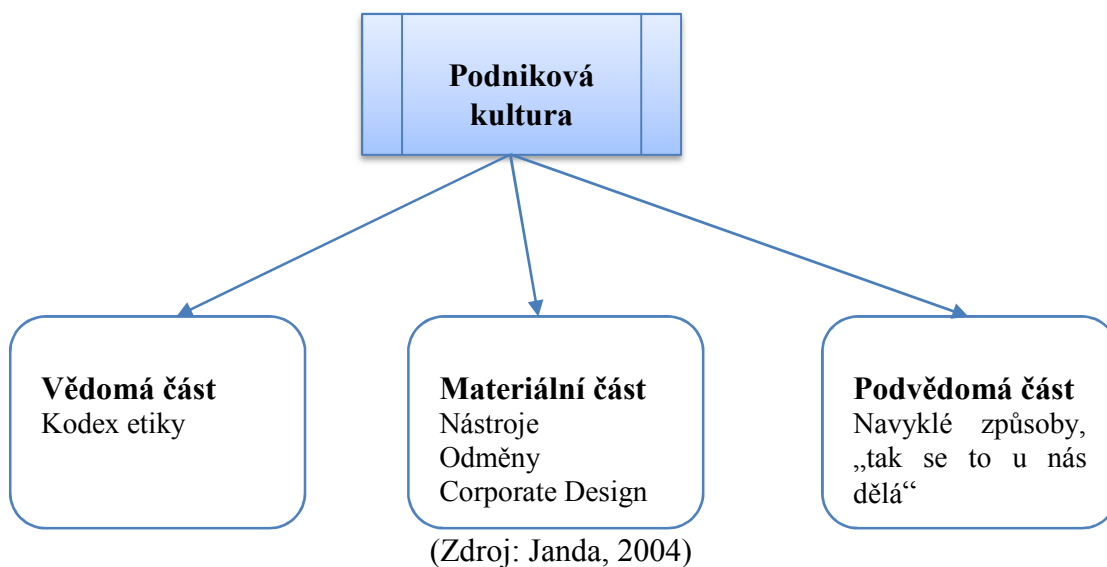 Podniková
kultura
Vědomá část
Kodex etiky
Materiální část
Nástroje
Odměny
Corporate Design
Podvědomá část
Navyklé způsoby,
„tak se to u nás
dělá“
(Zdroj: Janda, 2004)